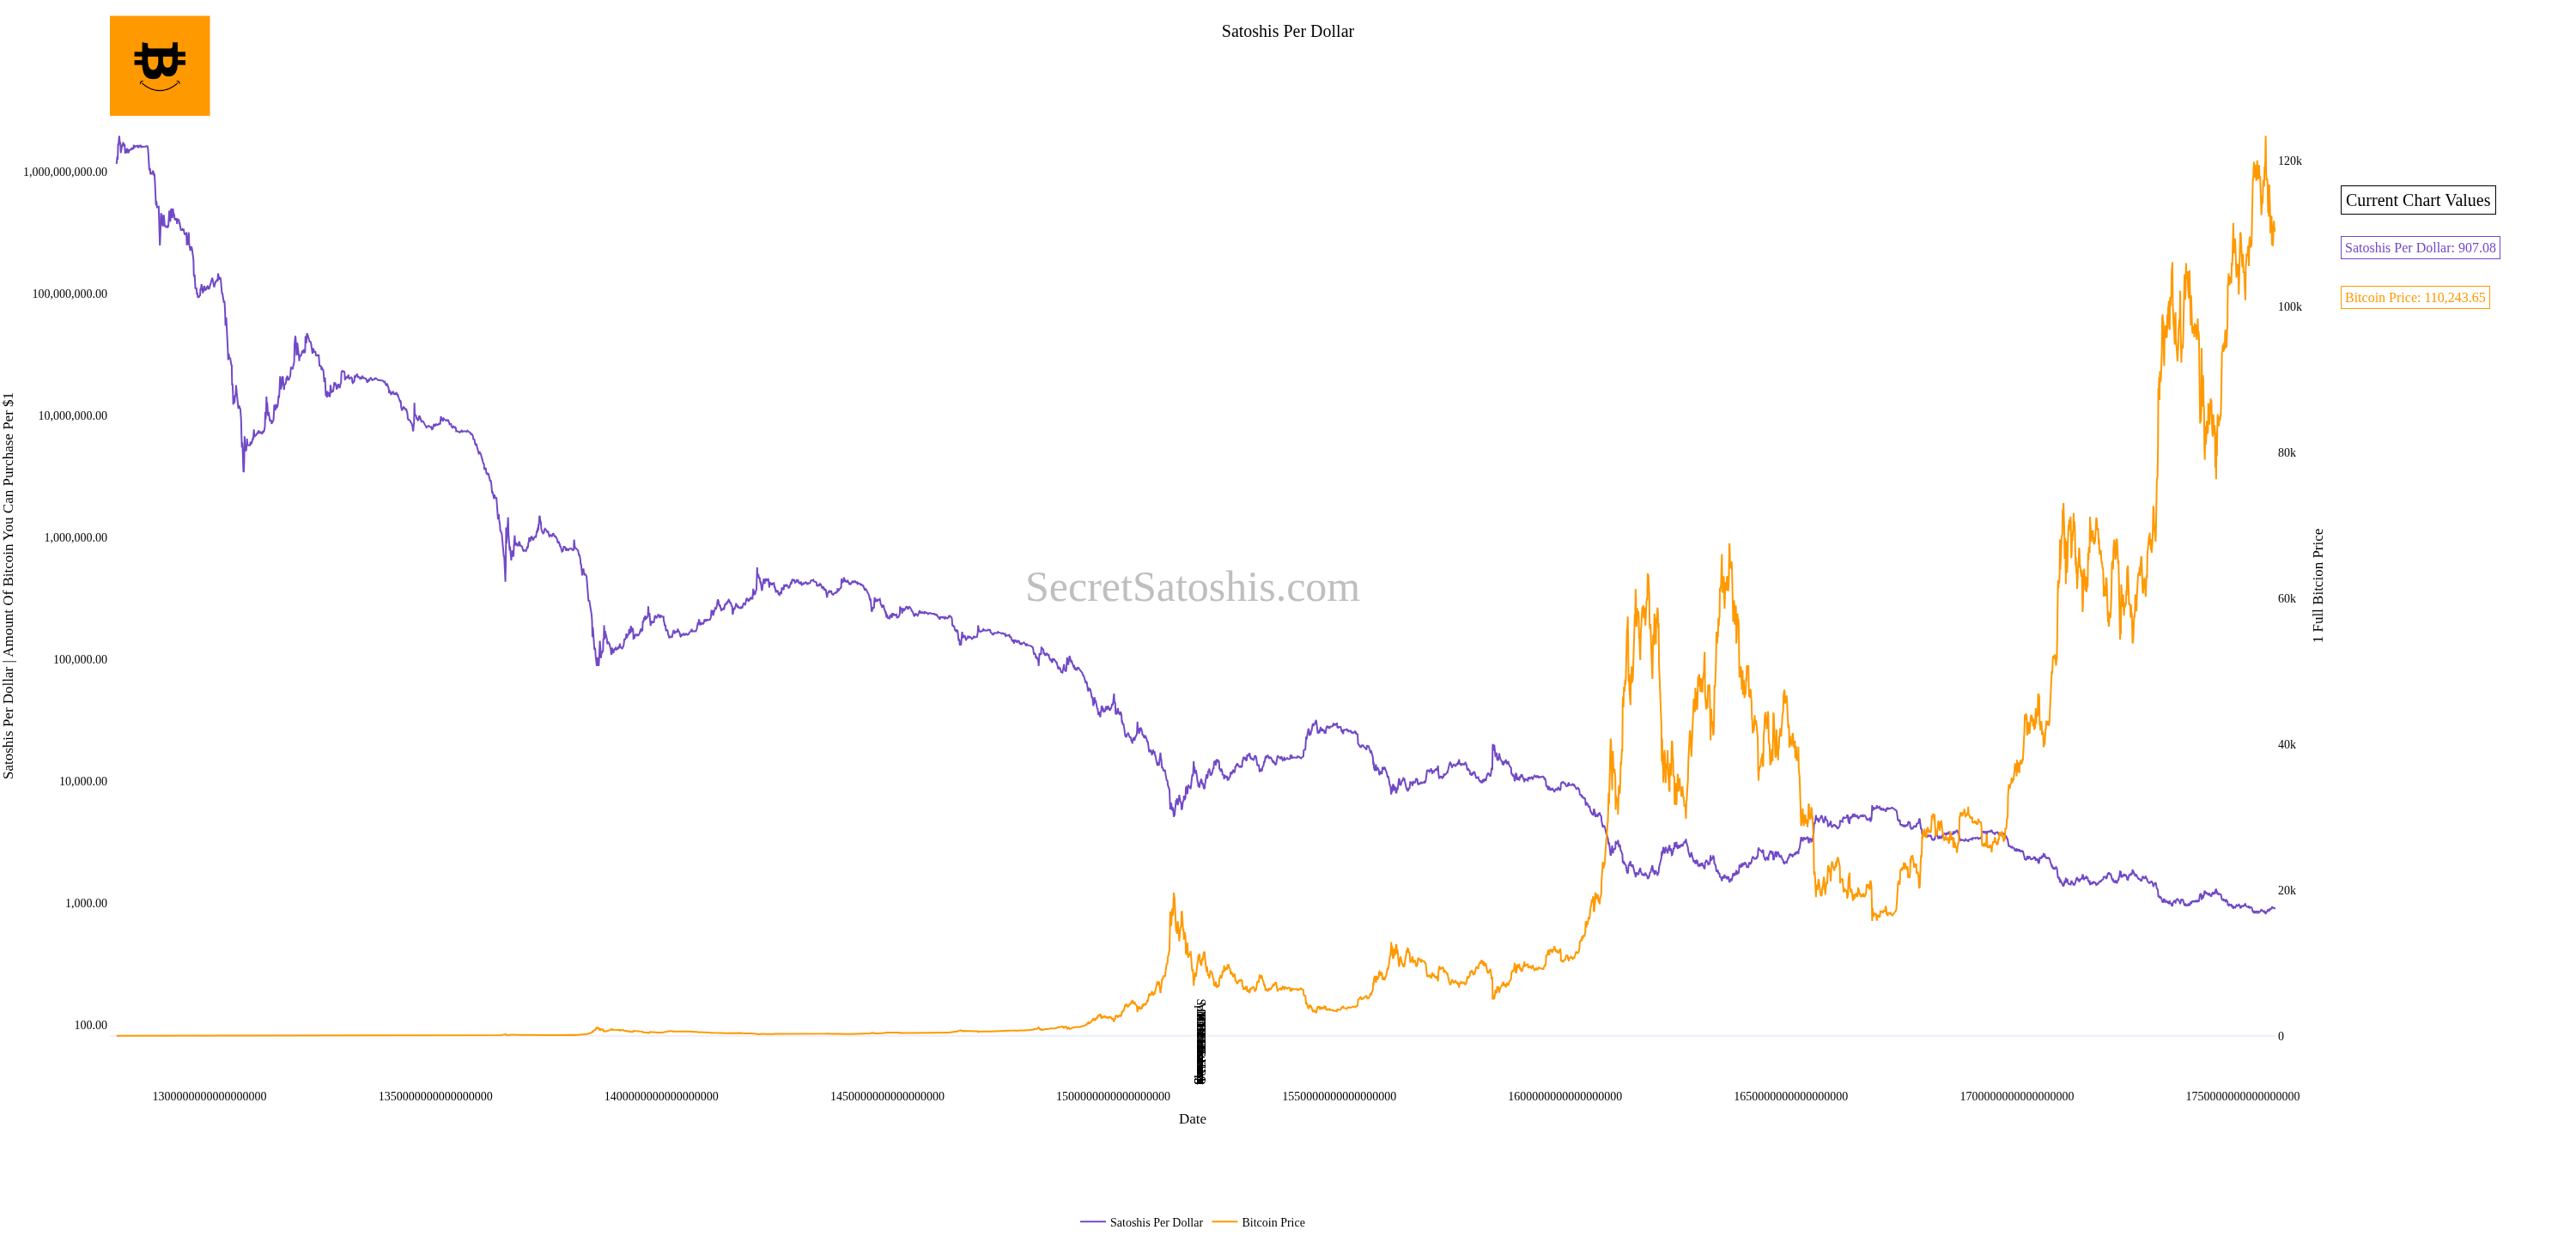 Satoshis Per Dollar
1,000,000,000.00
100,000,000.00
10,000,000.00
1,000,000.00
100,000.00
10,000.00
1,000.00
100.00
Satoshis Per Dollar | Amount Of Bitcoin You Can Purchase Per $1
SecretSatoshis.com
120k
100k
80k
60k
40k
20k
0
1 Full Bitcion Price
Current Chart Values
Satoshis Per Dollar: 907.08
Bitcoin Price: 110,243.65
1300000000000000000
1350000000000000000
1400000000000000000
1450000000000000000
1500000000000000000
1550000000000000000
1600000000000000000
1650000000000000000
1700000000000000000
1750000000000000000
Date
Satoshis Per Dollar
Bitcoin Price